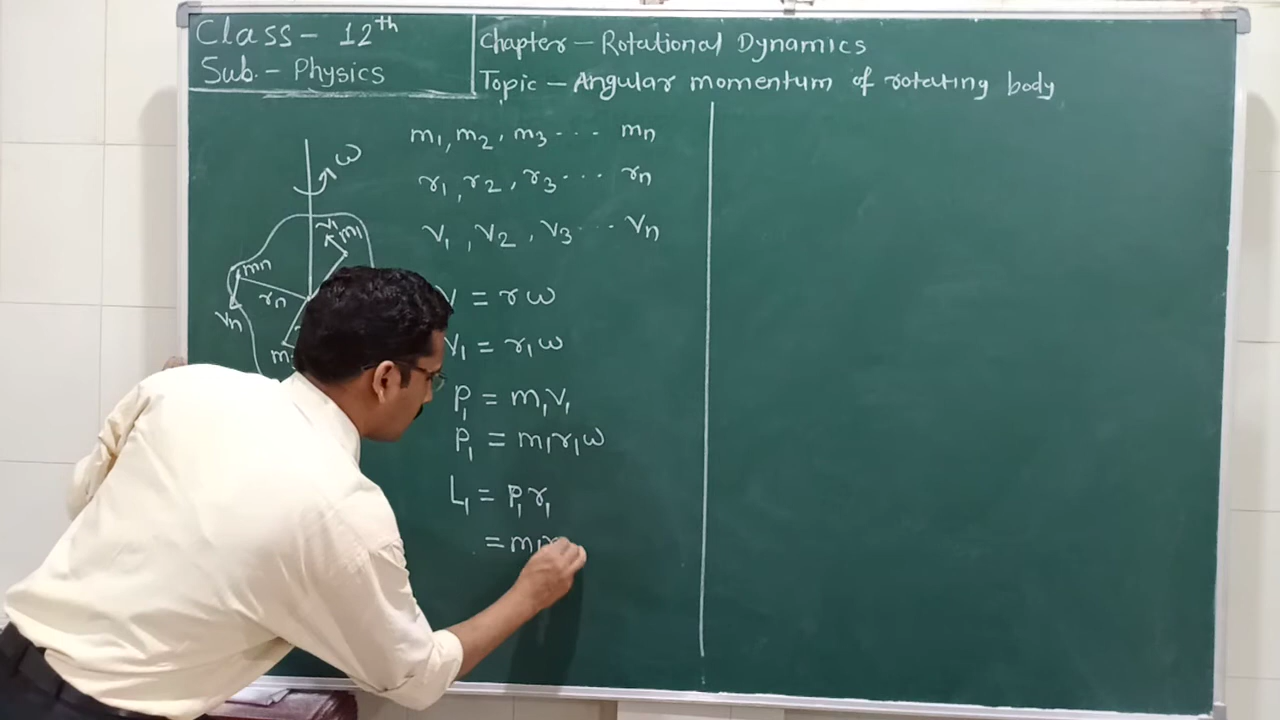 Class - 12th
Sub. - Physics
Chapter - Rotational Dynamics
Topic - Angular momentum of rotating body
ω
v1
m1
mn
rn
vn
m
m1, m2, m3 ... mn
r1, r2, r3 ... rn
v1, v2, v3 ... vn
v = rω
v1 = r1ω
P1 = m1v1
P1 = m1r1ω
L1 = P1r1
= m1r